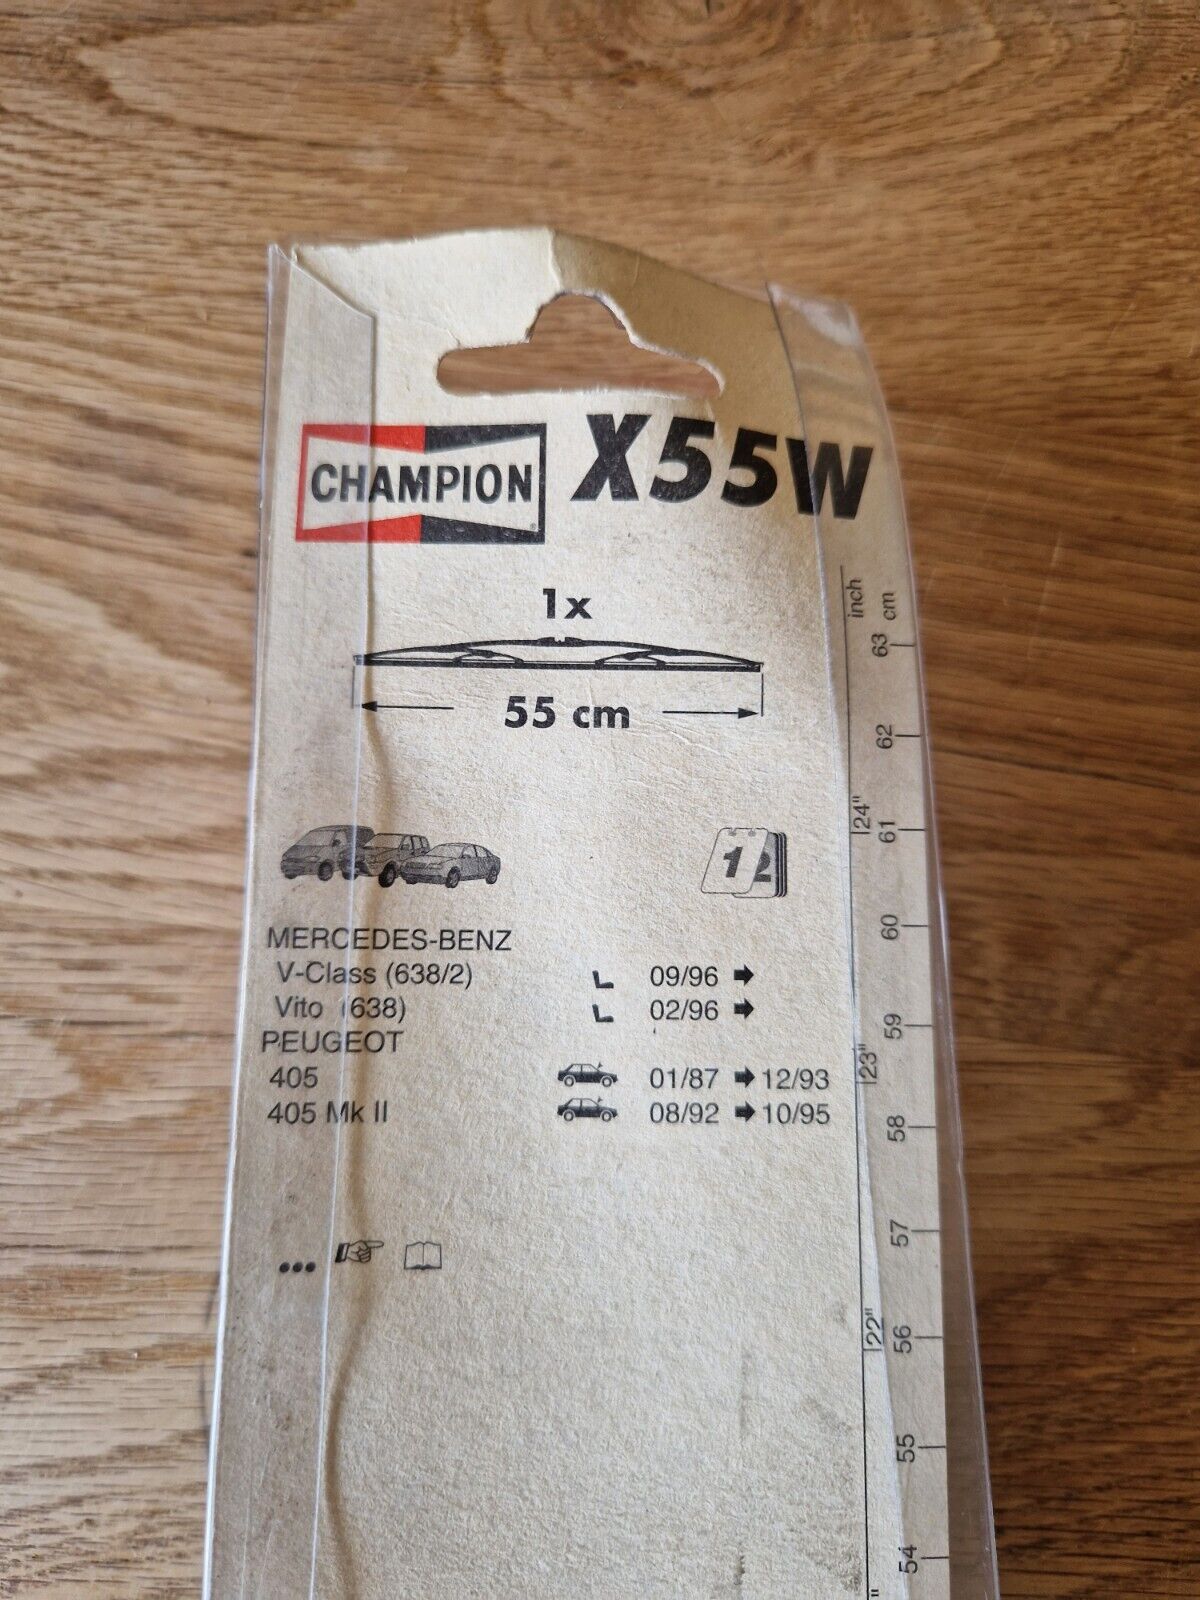 CHAMPION
X55W
1x
55 cm
12
MERCEDES-BENZ
V-Class (638/2) 09/96 ➡
Vito (638) 02/96 ➡
PEUGEOT
405 01/87 ➡ 12/93
405 Mk II 08/92 ➡ 10/95
...
inch cm
63
62
24" 61
60
59
23"
58
57
22" 56
55
54
"